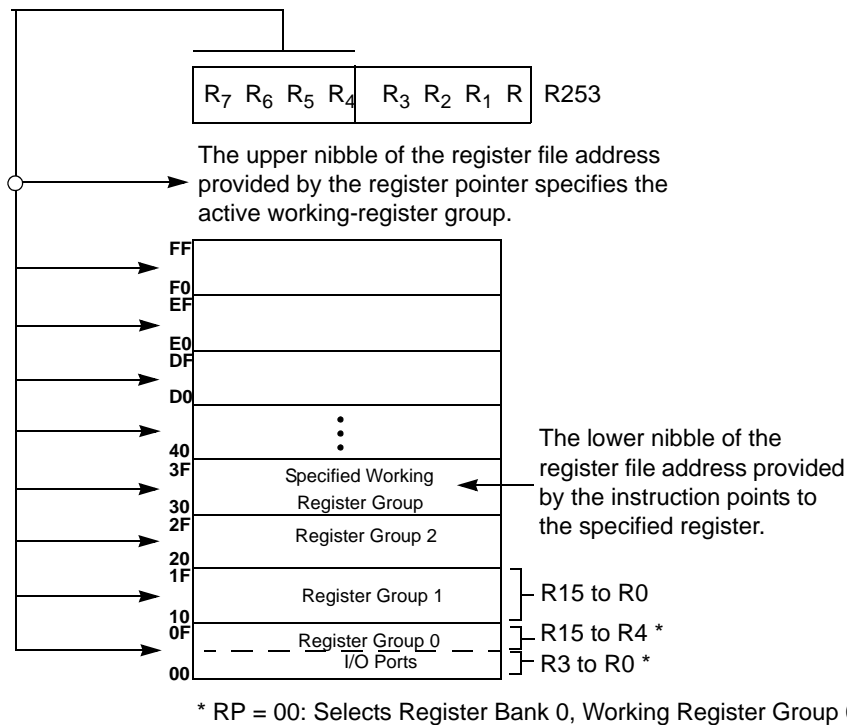 R7 R6 R5 R4 R3 R2 R1 R R253
The upper nibble of the register file address
provided by the register pointer specifies the
active working-register group.
FF
F0
EF
E0
DF
D0
40
3F
Specified Working
Register Group
30
The lower nibble of the
register file address provided
by the instruction points to
the specified register.
2F
Register Group 2
20
1F
Register Group 1
R15 to R0
10
0F
Register Group 0
R15 to R4 *
I/O Ports
R3 to R0 *
00
* RP = 00: Selects Register Bank 0, Working Register Group